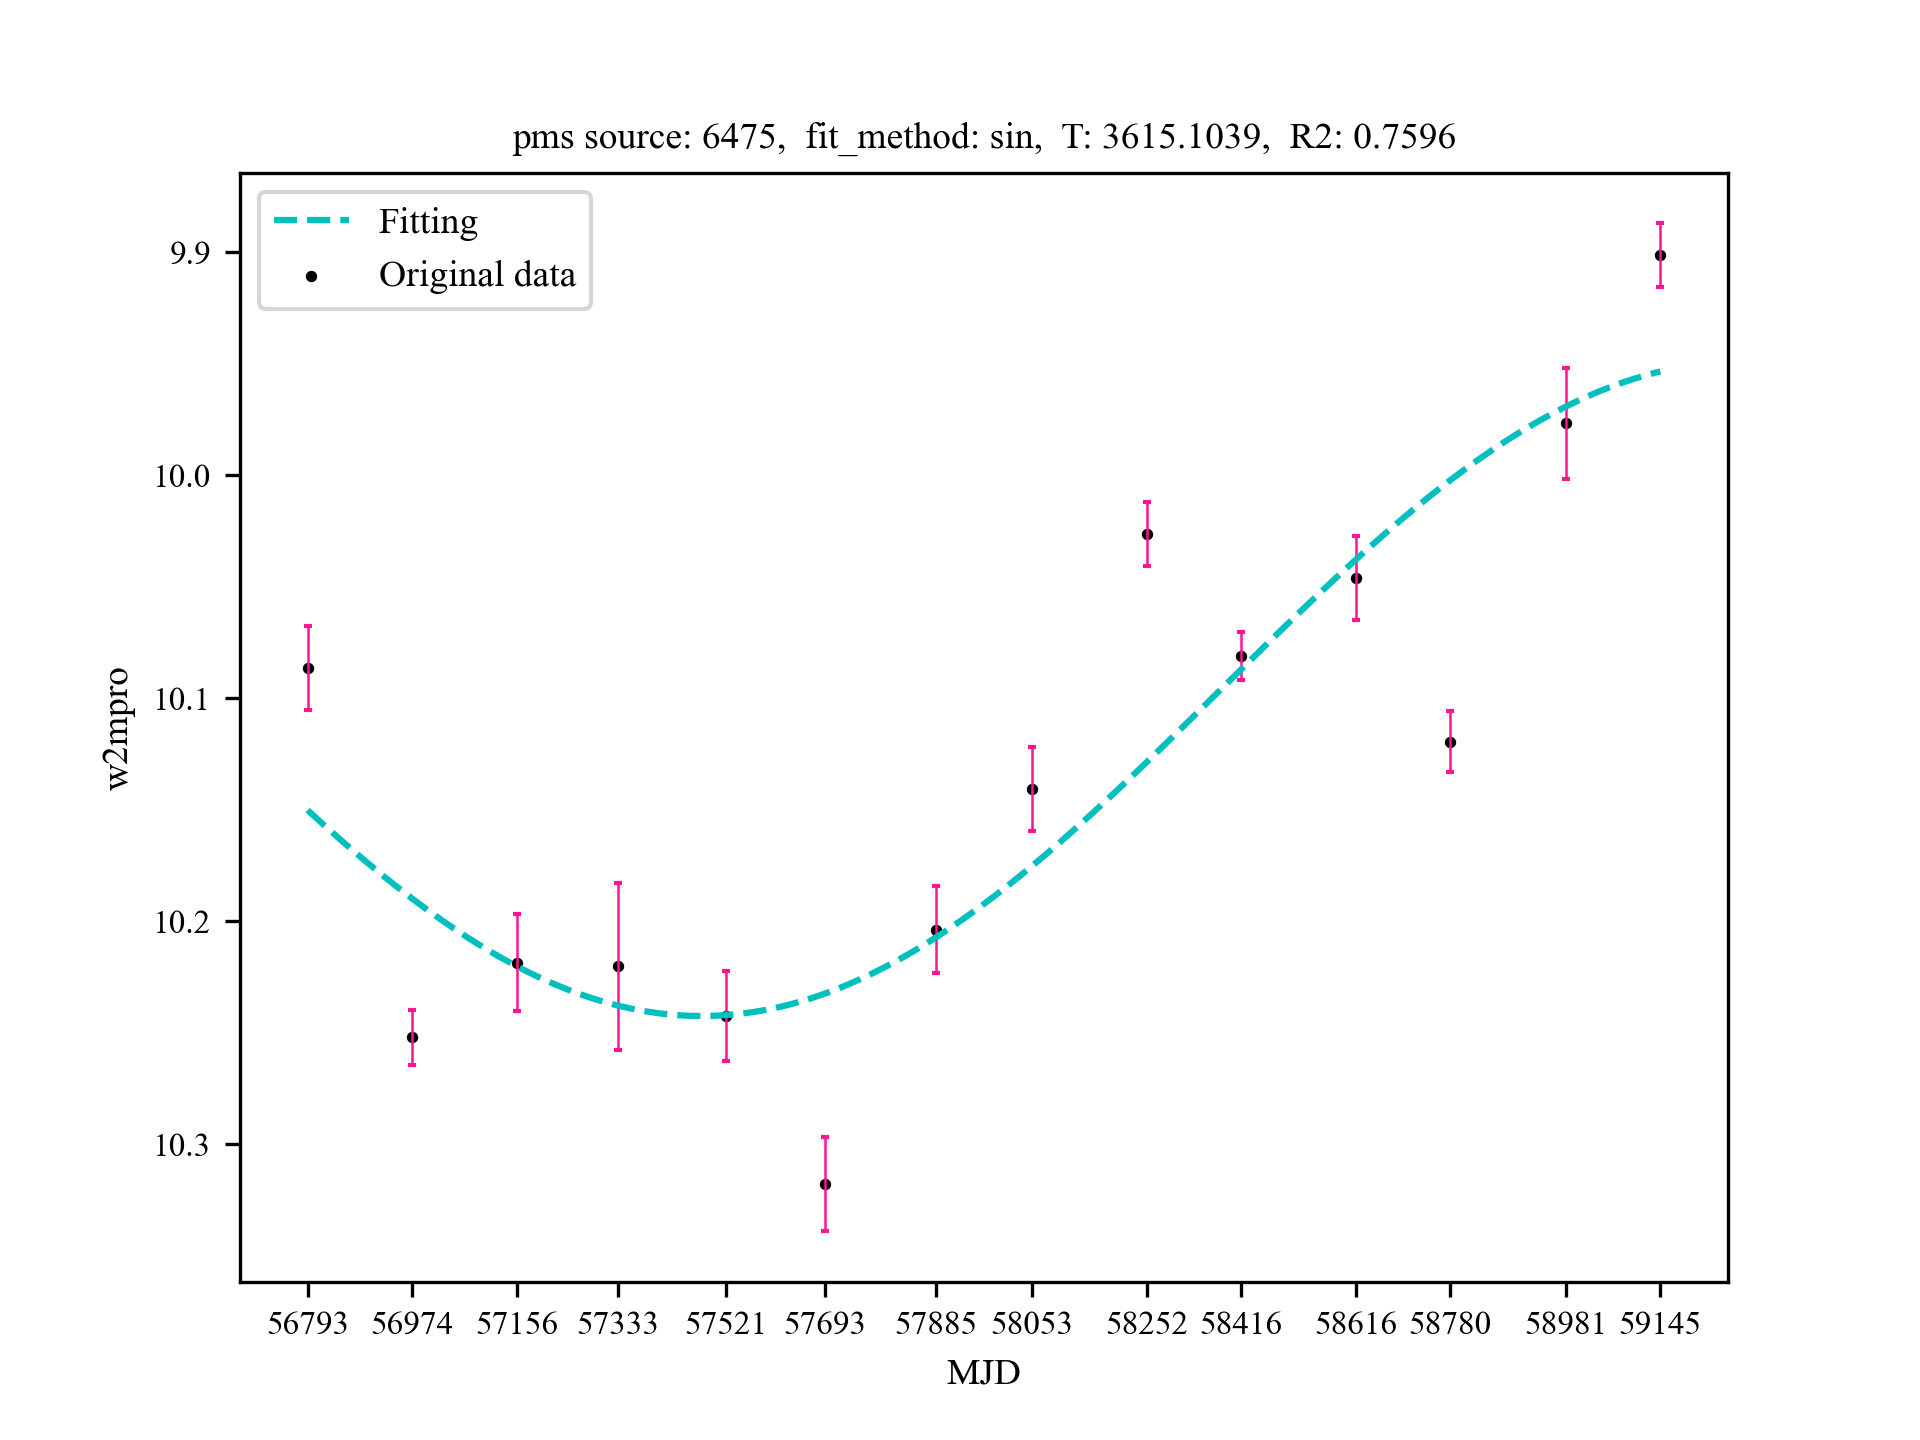 pms source: 6475,  fit_method: sin,  T: 3615.1039,  R2: 0.7596
Fitting
Original data
9.9
10.0
10.1
10.2
10.3
w2mpro
56793 56974 57156 57333 57521 57693 57885 58053 58252 58416 58616 58780 58981 59145
MJD